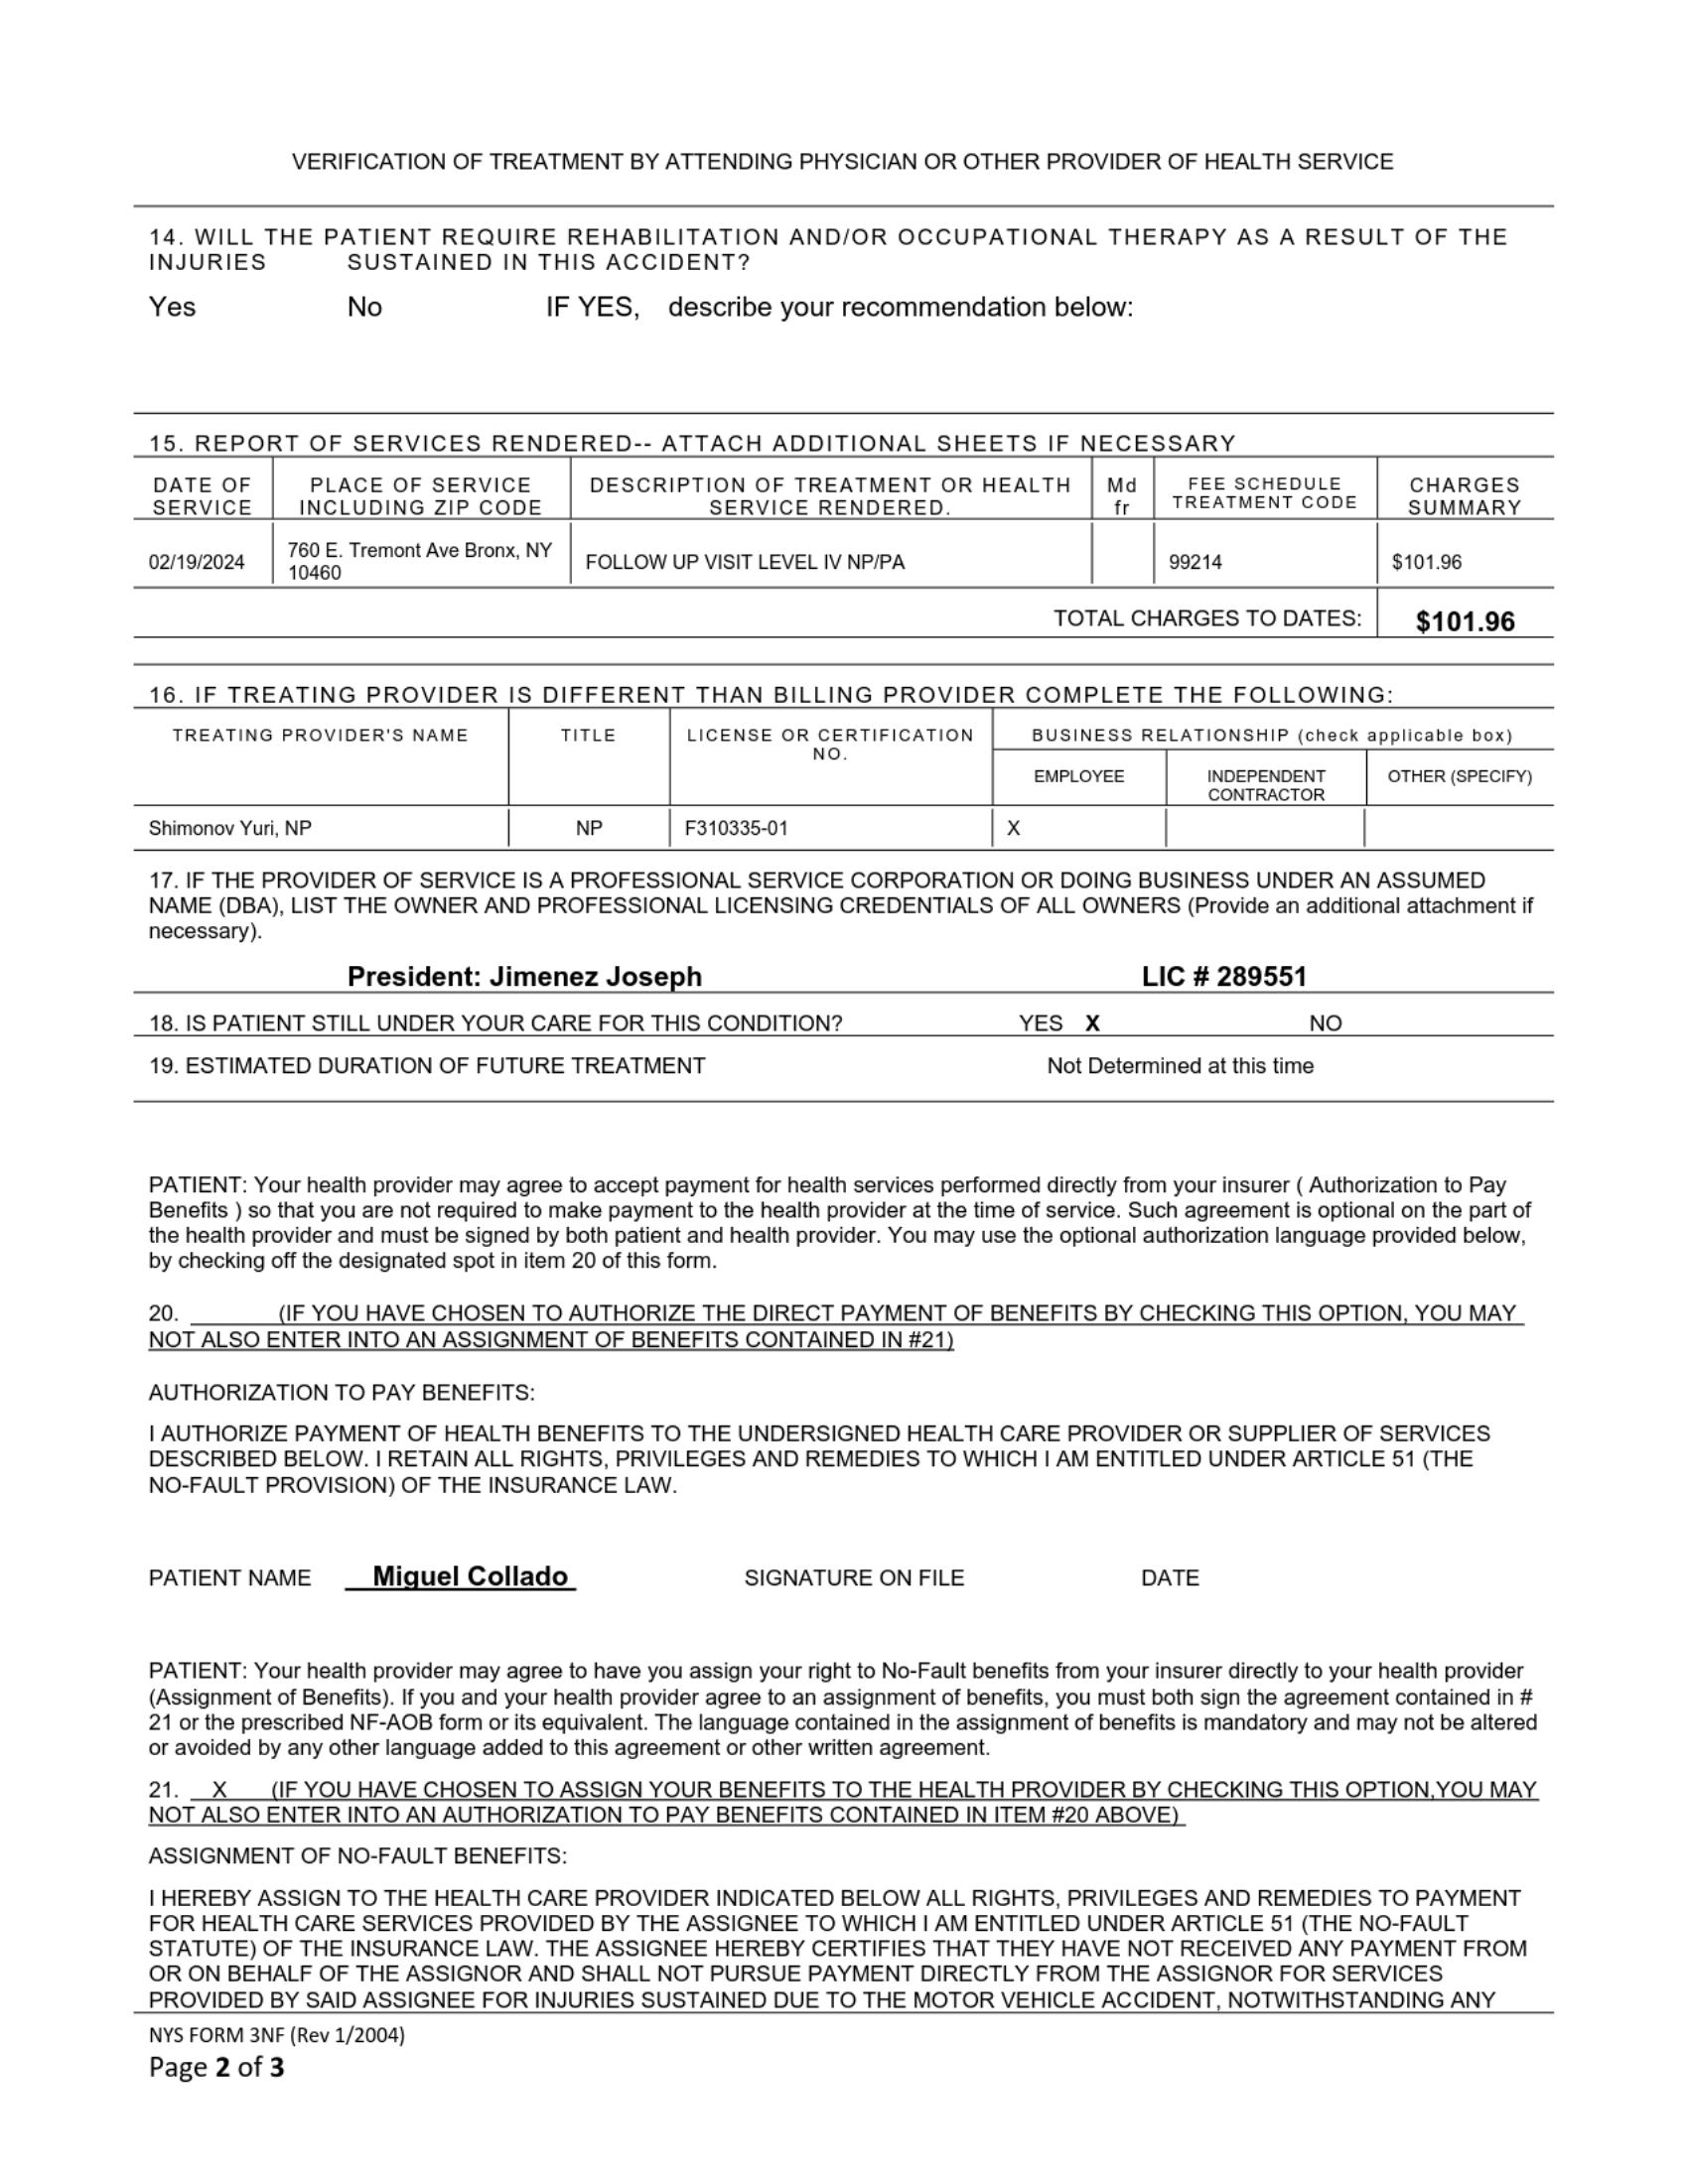 VERIFICATION OF TREATMENT BY ATTENDING PHYSICIAN OR OTHER PROVIDER OF HEALTH SERVICE
14. WILL THE PATIENT REQUIRE REHABILITATION AND/OR OCCUPATIONAL THERAPY AS A RESULT OF THE
INJURIES SUSTAINED IN THIS ACCIDENT?
Yes No IF YES, describe your recommendation below:
15. REPORT OF SERVICES RENDERED-- ATTACH ADDITIONAL SHEETS IF NECESSARY
DATE OF SERVICE
PLACE OF SERVICE INCLUDING ZIP CODE
DESCRIPTION OF TREATMENT OR HEALTH SERVICE RENDERED.
Md fr
FEE SCHEDULE TREATMENT CODE
CHARGES SUMMARY
02/19/2024
760 E. Tremont Ave Bronx, NY
10460
FOLLOW UP VISIT LEVEL IV NP/PA
99214
$101.96
TOTAL CHARGES TO DATES: $101.96
16. IF TREATING PROVIDER IS DIFFERENT THAN BILLING PROVIDER COMPLETE THE FOLLOWING:
TREATING PROVIDER'S NAME
TITLE
LICENSE OR CERTIFICATION
NO.
BUSINESS RELATIONSHIP (check applicable box)
EMPLOYEE
INDEPENDENT
CONTRACTOR
OTHER (SPECIFY)
Shimonov Yuri, NP NP F310335-01 X
17. IF THE PROVIDER OF SERVICE IS A PROFESSIONAL SERVICE CORPORATION OR DOING BUSINESS UNDER AN ASSUMED
NAME (DBA), LIST THE OWNER AND PROFESSIONAL LICENSING CREDENTIALS OF ALL OWNERS (Provide an additional attachment if
necessary).
President: Jimenez Joseph LIC # 289551
18. IS PATIENT STILL UNDER YOUR CARE FOR THIS CONDITION? YES X NO
19. ESTIMATED DURATION OF FUTURE TREATMENT Not Determined at this time
PATIENT: Your health provider may agree to accept payment for health services performed directly from your insurer ( Authorization to Pay
Benefits ) so that you are not required to make payment to the health provider at the time of service. Such agreement is optional on the part of
the health provider and must be signed by both patient and health provider. You may use the optional authorization language provided below,
by checking off the designated spot in item 20 of this form.
20. ______ (IF YOU HAVE CHOSEN TO AUTHORIZE THE DIRECT PAYMENT OF BENEFITS BY CHECKING THIS OPTION, YOU MAY
NOT ALSO ENTER INTO AN ASSIGNMENT OF BENEFITS CONTAINED IN #21)
AUTHORIZATION TO PAY BENEFITS:
I AUTHORIZE PAYMENT OF HEALTH BENEFITS TO THE UNDERSIGNED HEALTH CARE PROVIDER OR SUPPLIER OF SERVICES
DESCRIBED BELOW. I RETAIN ALL RIGHTS, PRIVILEGES AND REMEDIES TO WHICH I AM ENTITLED UNDER ARTICLE 51 (THE
NO-FAULT PROVISION) OF THE INSURANCE LAW.
PATIENT NAME Miguel Collado SIGNATURE ON FILE DATE
PATIENT: Your health provider may agree to have you assign your right to No-Fault benefits from your insurer directly to your health provider
(Assignment of Benefits). If you and your health provider agree to an assignment of benefits, you must both sign the agreement contained in #
21 or the prescribed NF-AOB form or its equivalent. The language contained in the assignment of benefits is mandatory and may not be altered
or avoided by any other language added to this agreement or other written agreement.
21. X (IF YOU HAVE CHOSEN TO ASSIGN YOUR BENEFITS TO THE HEALTH PROVIDER BY CHECKING THIS OPTION,YOU MAY
NOT ALSO ENTER INTO AN AUTHORIZATION TO PAY BENEFITS CONTAINED IN ITEM #20 ABOVE)
ASSIGNMENT OF NO-FAULT BENEFITS:
I HEREBY ASSIGN TO THE HEALTH CARE PROVIDER INDICATED BELOW ALL RIGHTS, PRIVILEGES AND REMEDIES TO PAYMENT
FOR HEALTH CARE SERVICES PROVIDED BY THE ASSIGNEE TO WHICH I AM ENTITLED UNDER ARTICLE 51 (THE NO-FAULT
STATUTE) OF THE INSURANCE LAW. THE ASSIGNEE HEREBY CERTIFIES THAT THEY HAVE NOT RECEIVED ANY PAYMENT FROM
OR ON BEHALF OF THE ASSIGNOR AND SHALL NOT PURSUE PAYMENT DIRECTLY FROM THE ASSIGNOR FOR SERVICES
PROVIDED BY SAID ASSIGNEE FOR INJURIES SUSTAINED DUE TO THE MOTOR VEHICLE ACCIDENT, NOTWITHSTANDING ANY
NYS FORM 3NF (Rev 1/2004)
Page 2 of 3